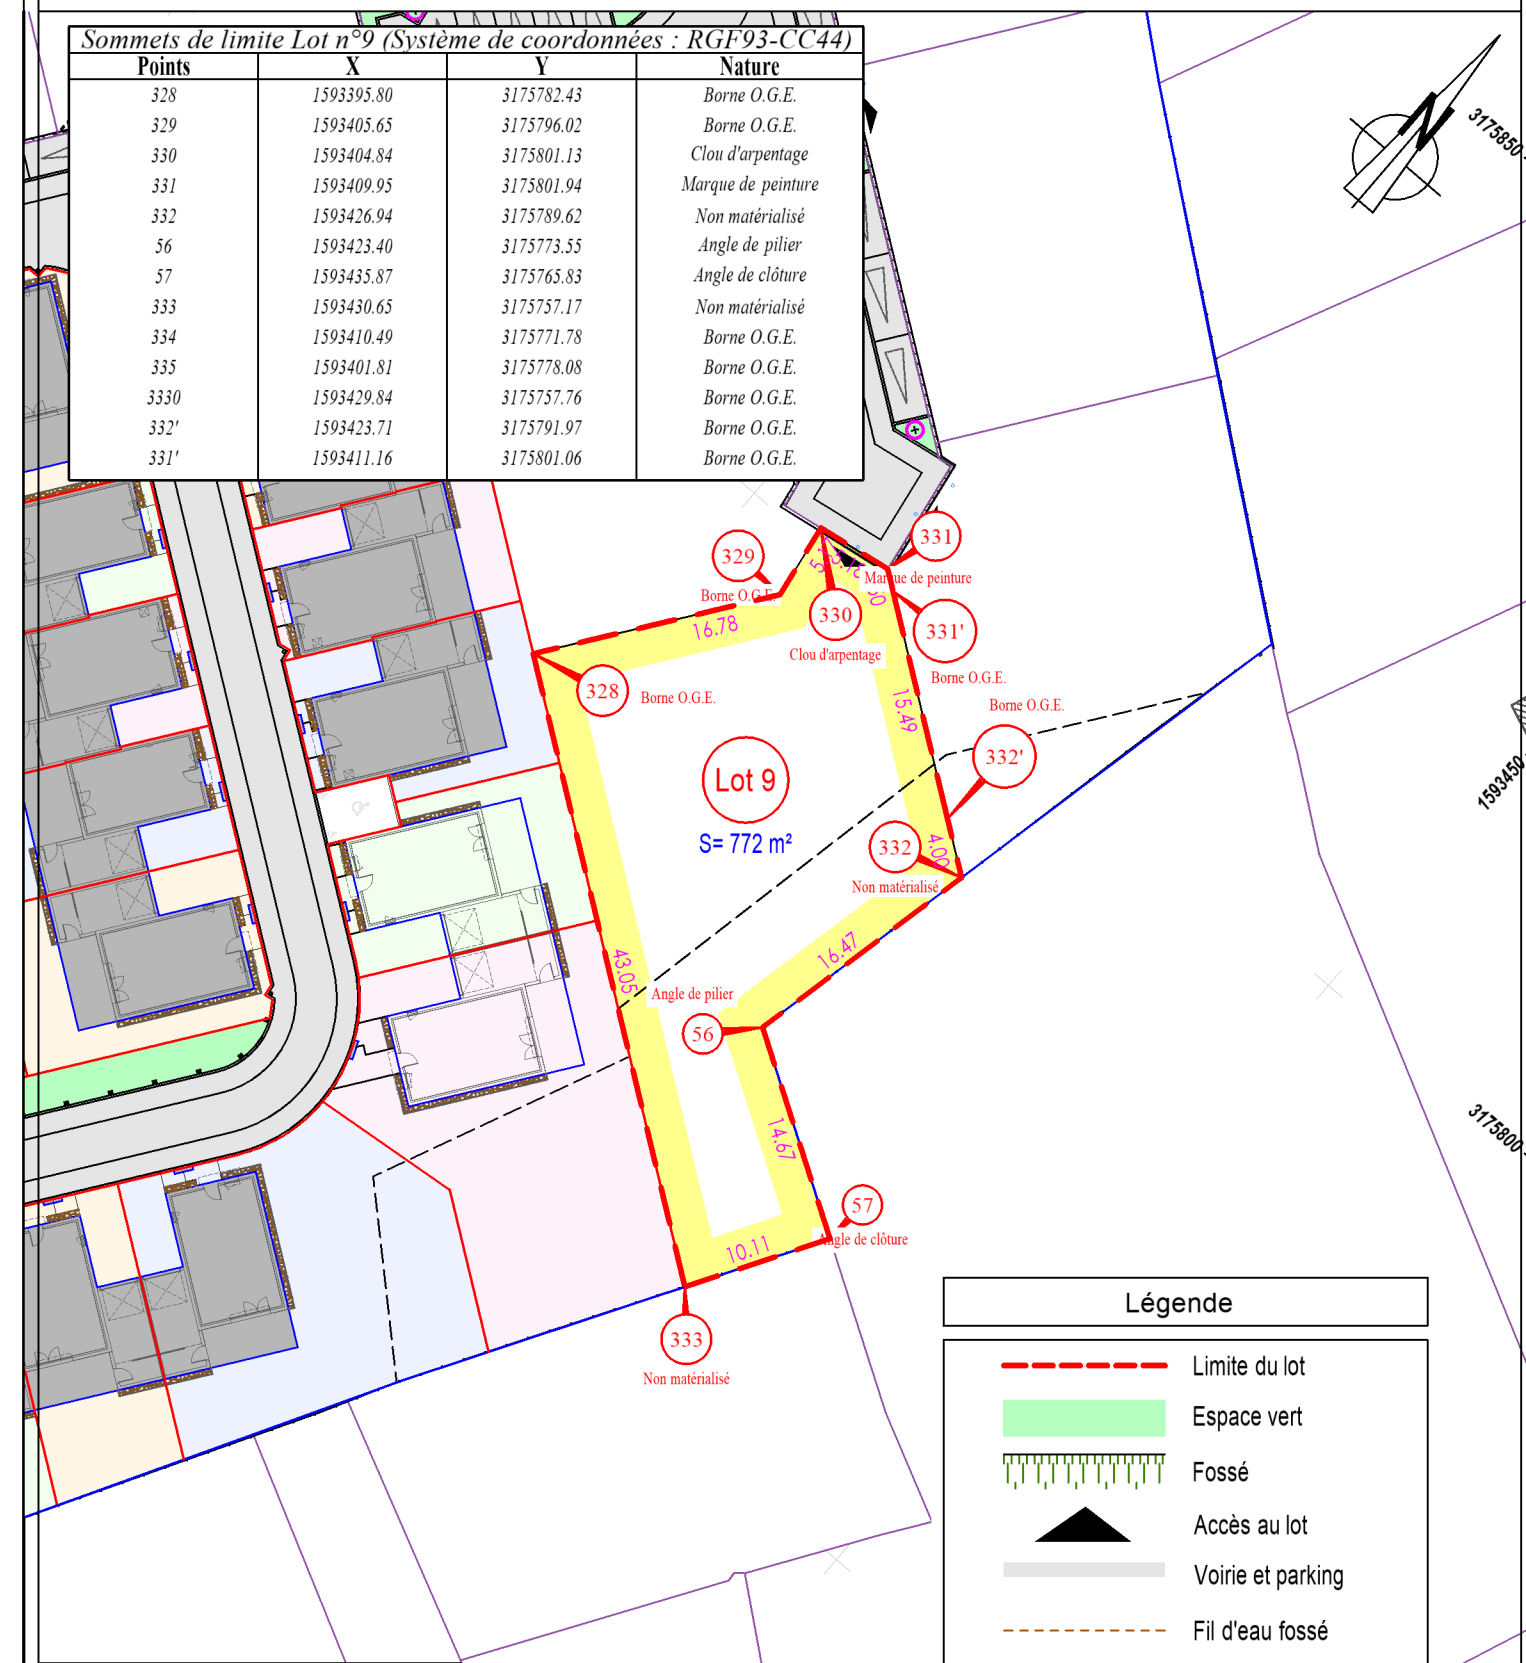 Sommets de limite Lot n°9 (Système de coordonnées : RGF93-CC44)
Points X Y Nature
328 1593395.80 3175782.43 Borne O.G.E.
329 1593405.65 3175796.02 Borne O.G.E.
330 1593404.84 3175801.13 Clou d'arpentage
331 1593409.95 3175801.94 Marque de peinture
332 1593426.94 3175789.62 Non matérialisé
56 1593423.40 3175773.55 Angle de pilier
57 1593435.87 3175765.83 Angle de clôture
333 1593430.65 3175757.17 Non matérialisé
334 1593410.49 3175771.78 Borne O.G.E.
335 1593401.81 3175778.08 Borne O.G.E.
3330 1593429.84 3175757.76 Borne O.G.E.
332' 1593423.71 3175791.97 Borne O.G.E.
331' 1593411.16 3175801.06 Borne O.G.E.
N
3175850
331
329
Marque de peinture
Borne O.G.E.
330
16.78
331'
Clou d'arpentage
Borne O.G.E.
328
Borne O.G.E.
15.49
Borne O.G.E.
332'
Lot 9
1593450
S= 772 m²
332
4.00
Non matérialisé
16.47
43.05
Angle de pilier
56
14.67
3175800
57
Angle de clôture
10.11
333
Non matérialisé
Légende
Limite du lot
Espace vert
Fossé
Accès au lot
Voirie et parking
Fil d'eau fossé